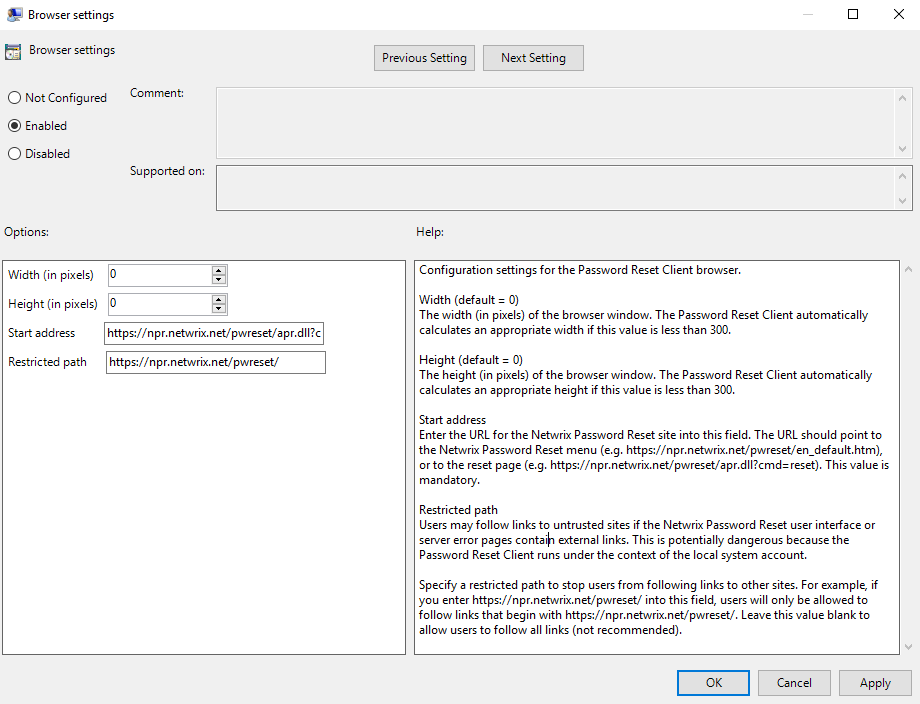 Browser settings
Browser settings
Previous Setting
Next Setting
Not Configured
Enabled
Disabled
Comment:
Supported on:
Options:
Help:
Width (in pixels)
0
Height (in pixels)
0
Start address
https://npr.netwrix.net/pwreset/apr.dll?c
Restricted path
https://npr.netwrix.net/pwreset/
Configuration settings for the Password Reset Client browser.
Width (default = 0)
The width (in pixels) of the browser window. The Password Reset Client automatically
calculates an appropriate width if this value is less than 300.
Height (default = 0)
The height (in pixels) of the browser window. The Password Reset Client automatically
calculates an appropriate height if this value is less than 300.
Start address
Enter the URL for the Netwrix Password Reset site into this field. The URL should point to
the Netwrix Password Reset menu (e.g. https://npr.netwrix.net/pwreset/en_default.htm),
or to the reset page (e.g. https://npr.netwrix.net/pwreset/apr.dll?cmd=reset). This value is
mandatory.
Restricted path
Users may follow links to untrusted sites if the Netwrix Password Reset user interface or
server error pages contain external links. This is potentially dangerous because the
Password Reset Client runs under the context of the local system account.
Specify a restricted path to stop users from following links to other sites. For example, if
you enter https://npr.netwrix.net/pwreset/ into this field, users will only be allowed to
follow links that begin with https://npr.netwrix.net/pwreset/. Leave this value blank to
allow users to follow all links (not recommended).
OK
Cancel
Apply